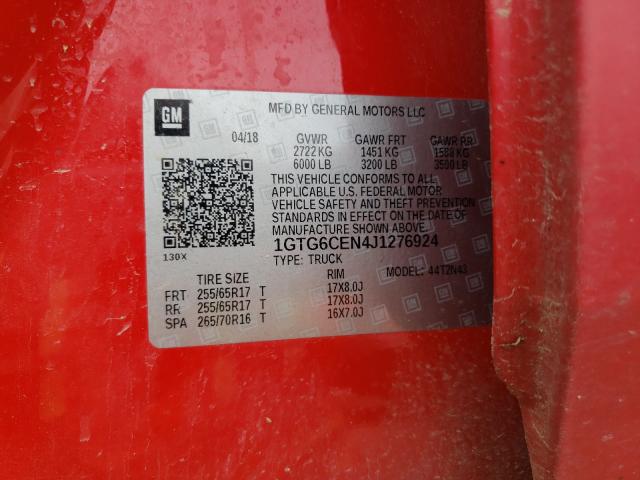 GM
MFD BY GENERAL MOTORS LLC
04/18 GVWR GAWR FRT GAWR RR
2722 KG 1451 KG 1588 KG
6000 LB 3200 LB 3500 LB
THIS VEHICLE CONFORMS TO ALL
APPLICABLE U.S. FEDERAL MOTOR
VEHICLE SAFETY AND THEFT PREVENTION
STANDARDS IN EFFECT ON THE DATE OF
MANUFACTURE SHOWN ABOVE.
1GTG6CEN4J1276924
130X
TYPE: TRUCK MODEL: 44T2N43
TIRE SIZE RIM
FRT 255/65R17 T 17X8.0J
RR 255/65R17 T 17X8.0J
SPA 265/70R16 T 16X7.0J